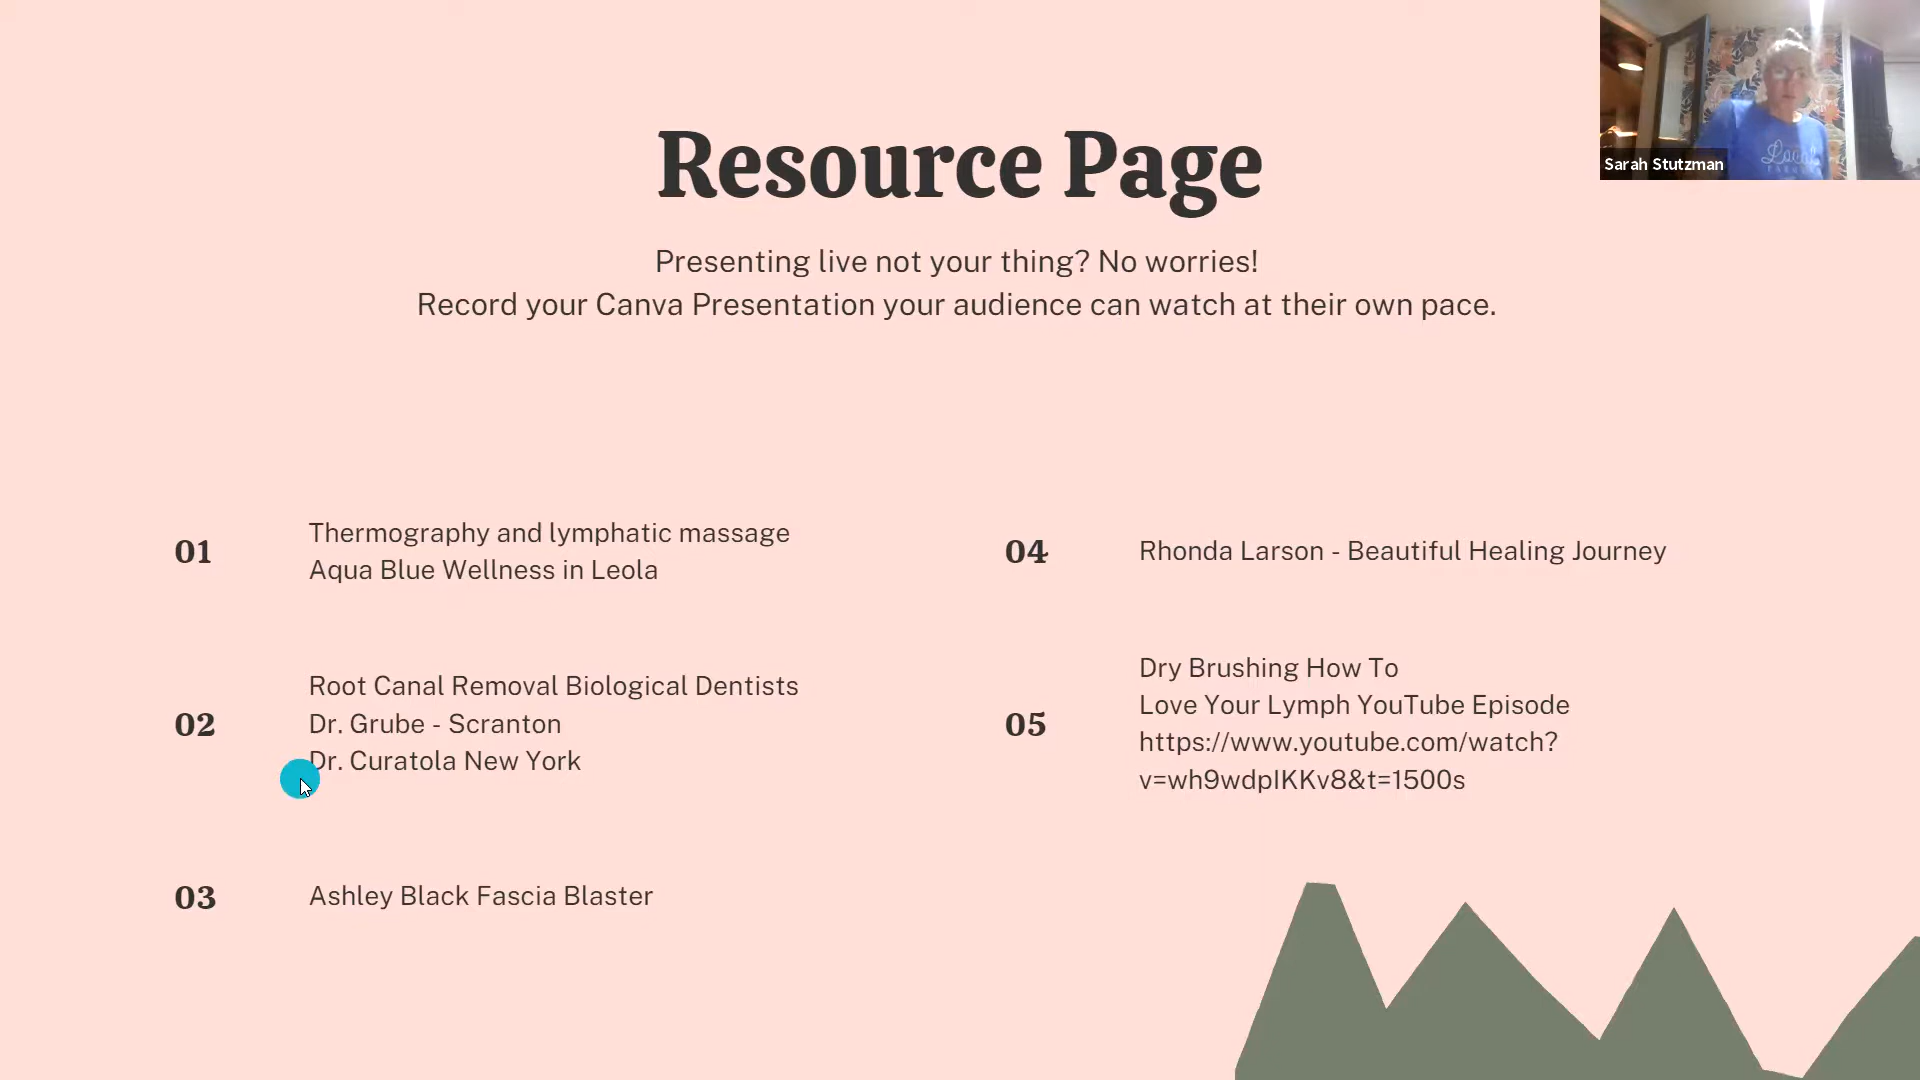 Resource Page
Presenting live not your thing? No worries!
Record your Canva Presentation your audience can watch at their own pace.
01
Thermography and lymphatic massage
Aqua Blue Wellness in Leola
02
Root Canal Removal Biological Dentists
Dr. Grube - Scranton
Dr. Curatola New York
03
Ashley Black Fascia Blaster
04
Rhonda Larson - Beautiful Healing Journey
05
Dry Brushing How To
Love Your Lymph YouTube Episode
https://www.youtube.com/watch?
v=wh9wdpIKKv8&t=1500s
Sarah Stutzman
Local